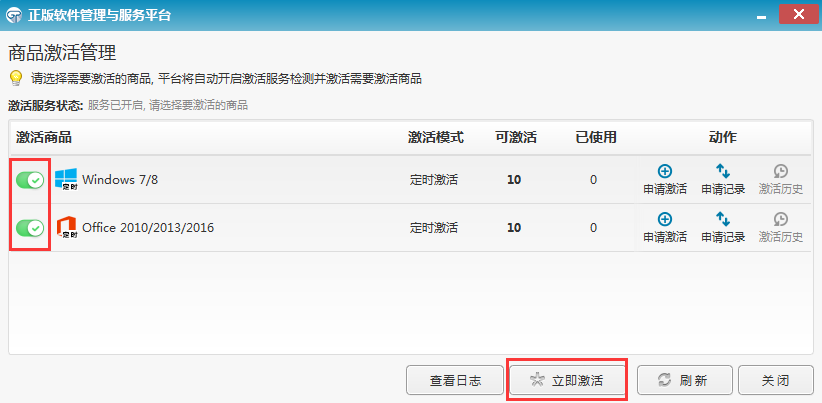 正版软件管理与服务平台
商品激活管理
请选择需要激活的商品, 平台将自动开启激活服务检测并激活需要激活商品
激活服务状态: 服务已开启, 请选择要激活的商品
激活商品 激活模式 可激活 已使用 动作
定时 Windows 7/8 定时激活 10 0 申请激活 申请记录 激活历史
定时 Office 2010/2013/2016 定时激活 10 0 申请激活 申请记录 激活历史
查看日志 立即激活 刷新 关闭